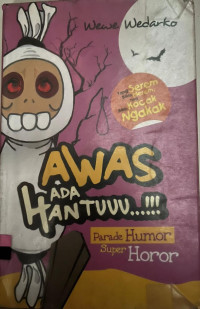 Wewe Wedarko
Serem
Kocak
Ngakak
AWAS
ADA
HANTUUU...!!!
Parade Humor
Super Horor